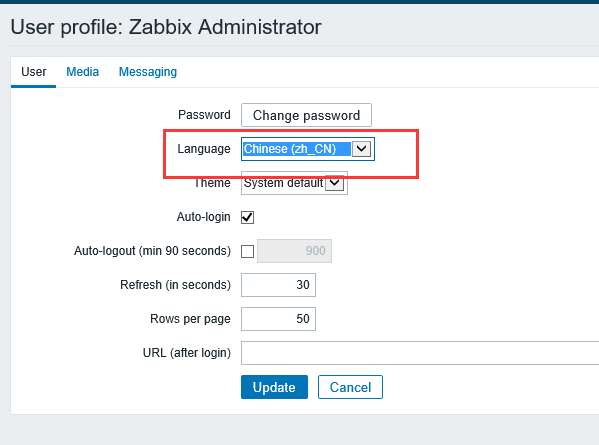 User profile: Zabbix Administrator
User Media Messaging
Password Change password
Language Chinese (zh_CN)
Theme System default
Auto-login
Auto-logout (min 90 seconds) 900
Refresh (in seconds) 30
Rows per page 50
URL (after login)
Update Cancel